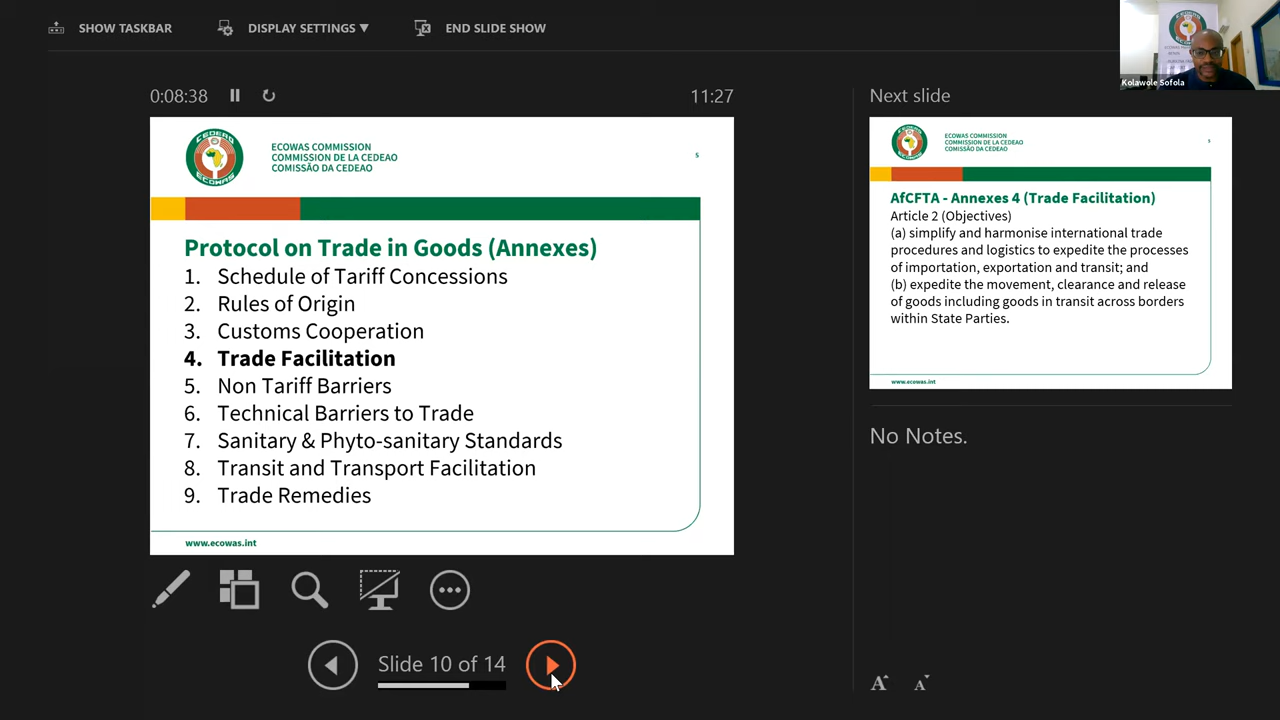 SHOW TASKBAR
DISPLAY SETTINGS ▼
END SLIDE SHOW
Kolawole Sofola
0:08:38
11:27
CEDEAO
ECOWAS
ECOWAS COMMISSION
COMMISSION DE LA CEDEAO
COMISSÃO DA CEDEAO
5
Protocol on Trade in Goods (Annexes)
1. Schedule of Tariff Concessions
2. Rules of Origin
3. Customs Cooperation
4. Trade Facilitation
5. Non Tariff Barriers
6. Technical Barriers to Trade
7. Sanitary & Phyto-sanitary Standards
8. Transit and Transport Facilitation
9. Trade Remedies
www.ecowas.int
Slide 10 of 14
Next slide
ECOWAS COMMISSION
COMMISSION DE LA CEDEAO
COMISSÃO DA CEDEAO
AfCFTA - Annexes 4 (Trade Facilitation)
Article 2 (Objectives)
(a) simplify and harmonise international trade
procedures and logistics to expedite the processes
of importation, exportation and transit; and
(b) expedite the movement, clearance and release
of goods including goods in transit across borders
within State Parties.
www.ecowas.int
No Notes.
A A